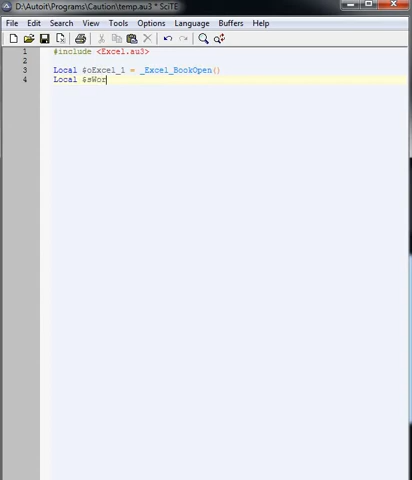 D:\Autoit\Programs\Caution\temp.au3 * SciTE
File Edit Search View Tools Options Language Buffers Help
1 #include <Excel.au3>
2
3 Local $oExcel_1 = _Excel_BookOpen()
4 Local $sWor